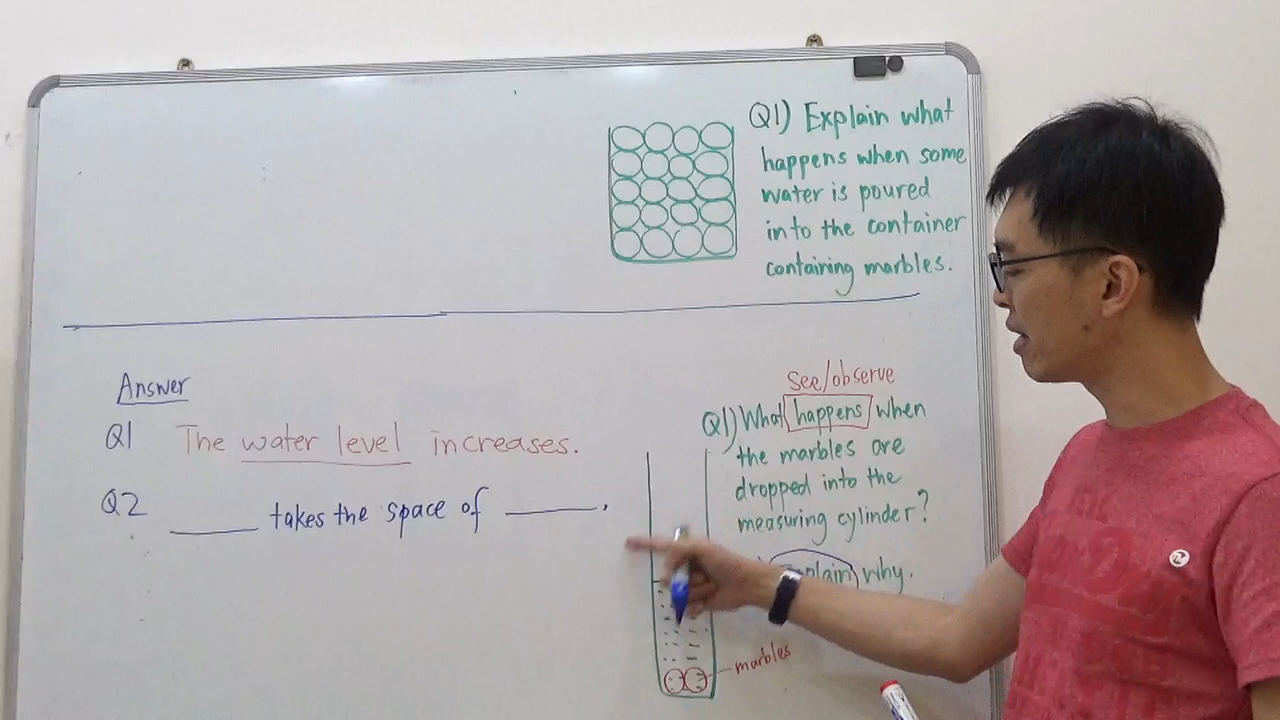 Q1) Explain what
happens when some
water is poured
into the container
containing marbles.
Answer
Q1 The water level increases.
Q2 ____ takes the space of ____.
See/observe
Q1) What happens when
the marbles are
dropped into the
measuring cylinder?
why.
marbles